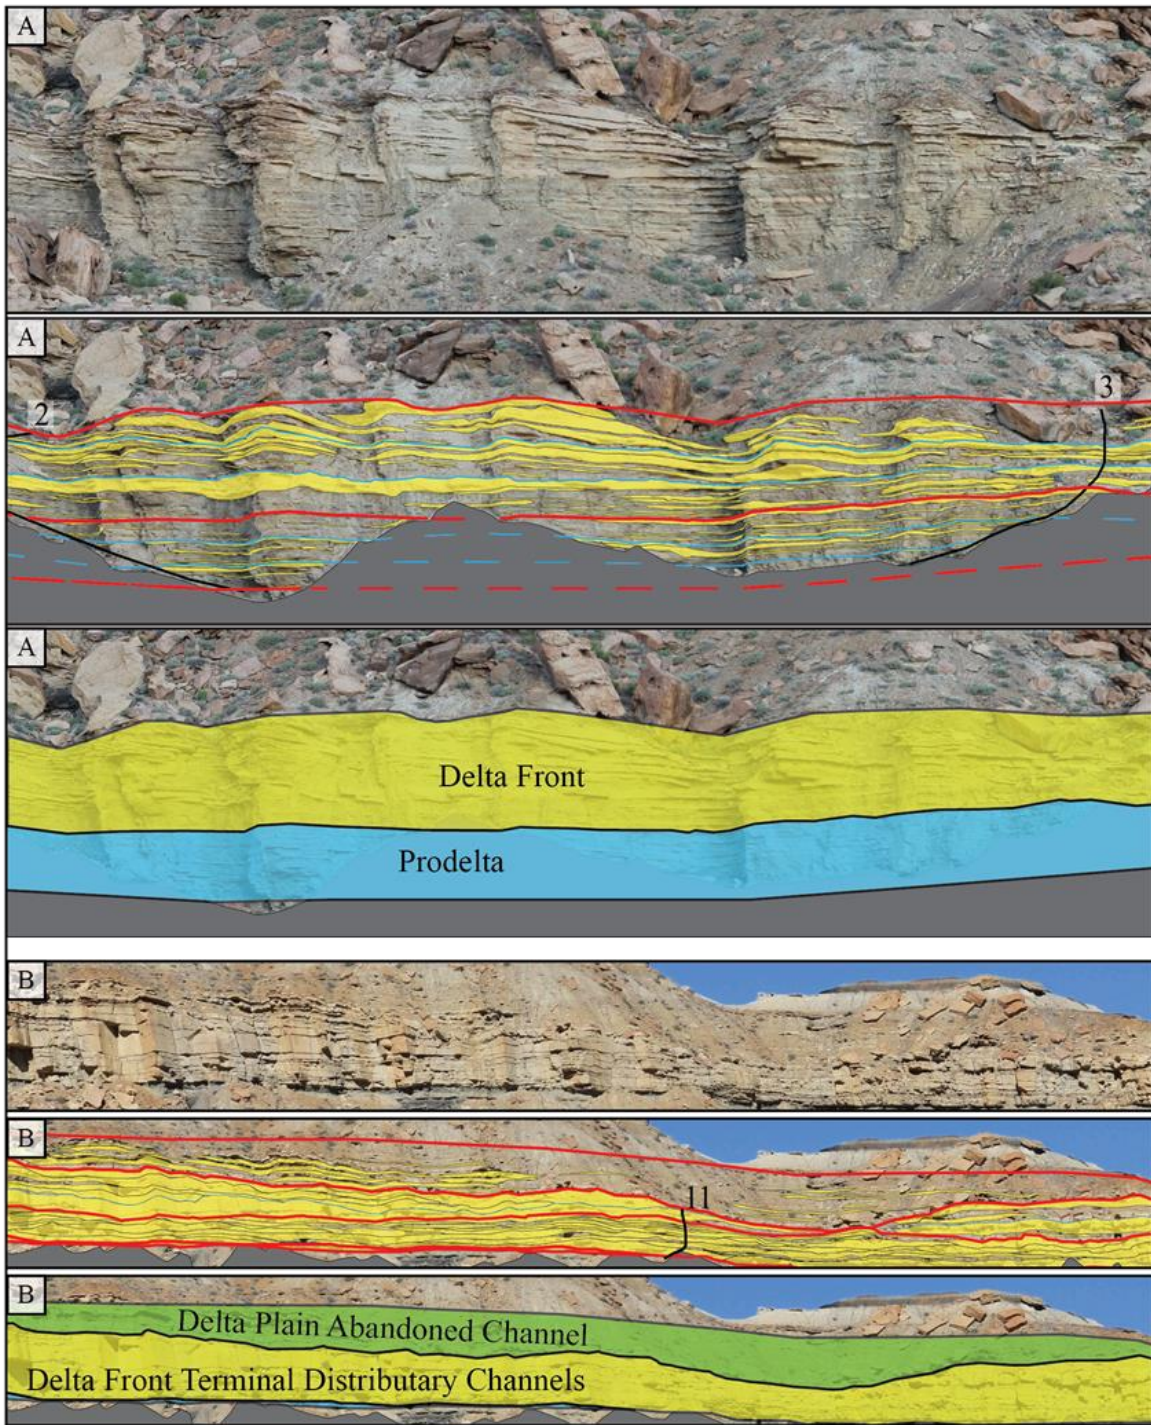 A
A
2
3
A
Delta Front
Prodelta
B
B
11
B
Delta Plain Abandoned Channel
Delta Front Terminal Distributary Channels